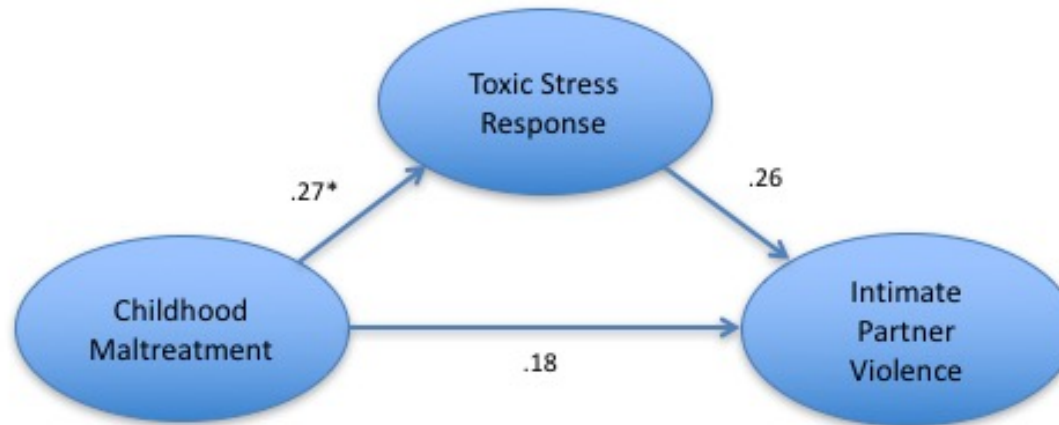 Toxic Stress
Response
.27*
.26
Childhood
Maltreatment
Intimate
Partner
Violence
.18